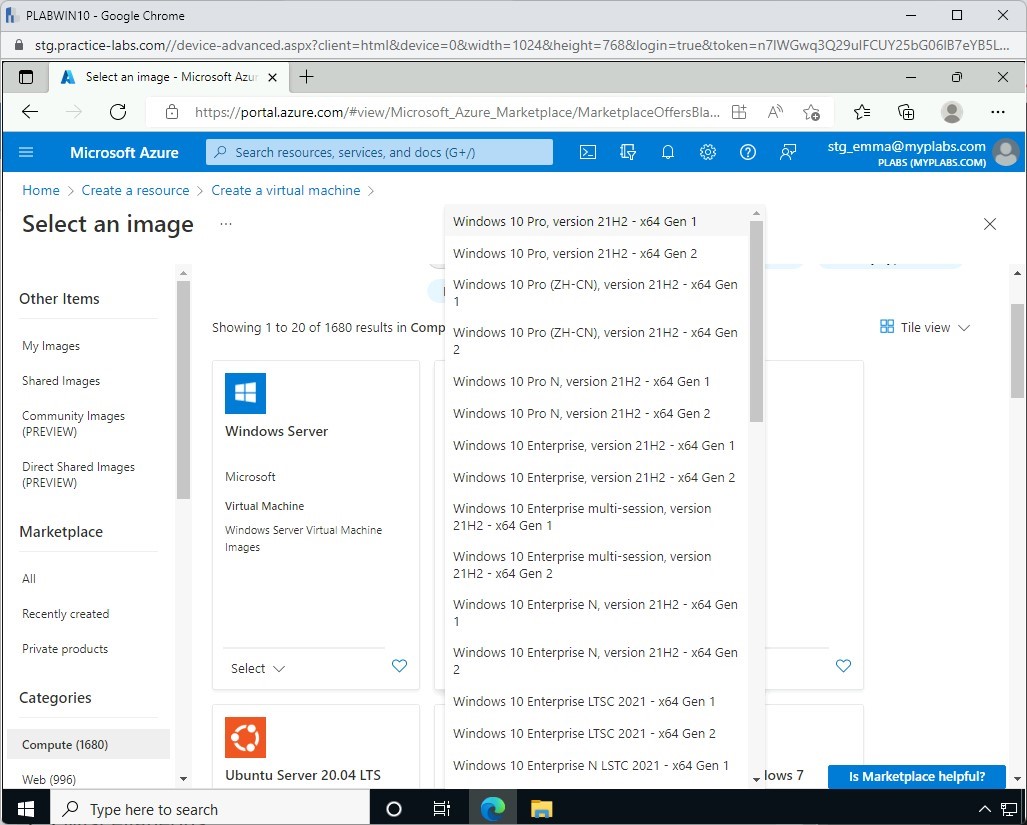 PLABWIN10 - Google Chrome
stg.practice-labs.com//device-advanced.aspx?client=html&device=0&width=1024&height=768&login=true&token=n7IWGwq3Q29uIFCUY25bG06IB7eYB5L...
Select an image - Microsoft Azur
https://portal.azure.com/#view/Microsoft_Azure_Marketplace/MarketplaceOffersBla...
Microsoft Azure
Search resources, services, and docs (G+/)
stg_emma@myplabs.com
PLABS (MYPLABS.COM)
Home > Create a resource > Create a virtual machine >
Select an image ...
Other Items
My Images
Shared Images
Community Images
(PREVIEW)
Direct Shared Images
(PREVIEW)
Marketplace
All
Recently created
Private products
Categories
Compute (1680)
Web (996)
Showing 1 to 20 of 1680 results in Comp
Tile view
Windows Server
Microsoft
Virtual Machine
Windows Server Virtual Machine
Images
Select
Ubuntu Server 20.04 LTS
Windows 10 Pro, version 21H2 - x64 Gen 1
Windows 10 Pro, version 21H2 - x64 Gen 2
Windows 10 Pro (ZH-CN), version 21H2 - x64 Gen
1
Windows 10 Pro (ZH-CN), version 21H2 - x64 Gen
2
Windows 10 Pro N, version 21H2 - x64 Gen 1
Windows 10 Pro N, version 21H2 - x64 Gen 2
Windows 10 Enterprise, version 21H2 - x64 Gen 1
Windows 10 Enterprise, version 21H2 - x64 Gen 2
Windows 10 Enterprise multi-session, version
21H2 - x64 Gen 1
Windows 10 Enterprise multi-session, version
21H2 - x64 Gen 2
Windows 10 Enterprise N, version 21H2 - x64 Gen
1
Windows 10 Enterprise N, version 21H2 - x64 Gen
2
Windows 10 Enterprise LTSC 2021 - x64 Gen 1
Windows 10 Enterprise LTSC 2021 - x64 Gen 2
Windows 10 Enterprise N LSTC 2021 - x64 Gen 1
lows 7
Is Marketplace helpful?
Type here to search